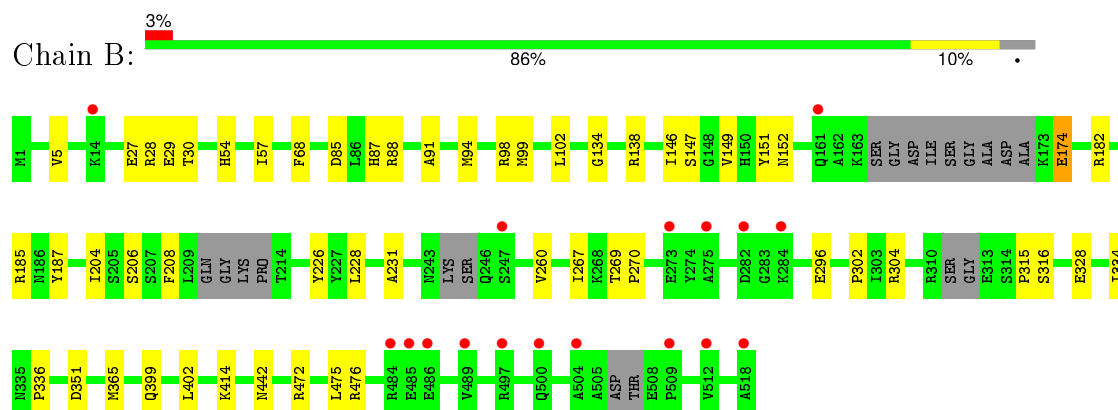 3%
Chain B:
86% 10% •
M1 V5 K14 E27 R28 E29 T30 H54 I57 F68 D85 L86 H87 R88 A91 M94 R98 M99 L102 G134 R138 I146 S147 G148 V149 H150 Y151 N152 Q161 A162 K163 SER GLY ASP ILE SER GLY ALA ASP ALA K173 E174 R182
R185 N186 Y187 I204 S205 S206 S207 F208 L209 GLN GLY LYS PRO T214 Y226 Y227 L228 A231 N243 LYS SER Q246 S247 V260 I267 K268 T269 P270 E273 Y274 A275 D282 G283 K284 E296 P302 I303 R304 R310 SER GLY E313 S314 P315 S316 E328 I334
N335 P336 D351 M365 Q399 L402 K414 N442 R472 L475 R476 R484 E485 E486 V489 R497 Q500 A504 A505 ASP THR E508 P509 V512 A518